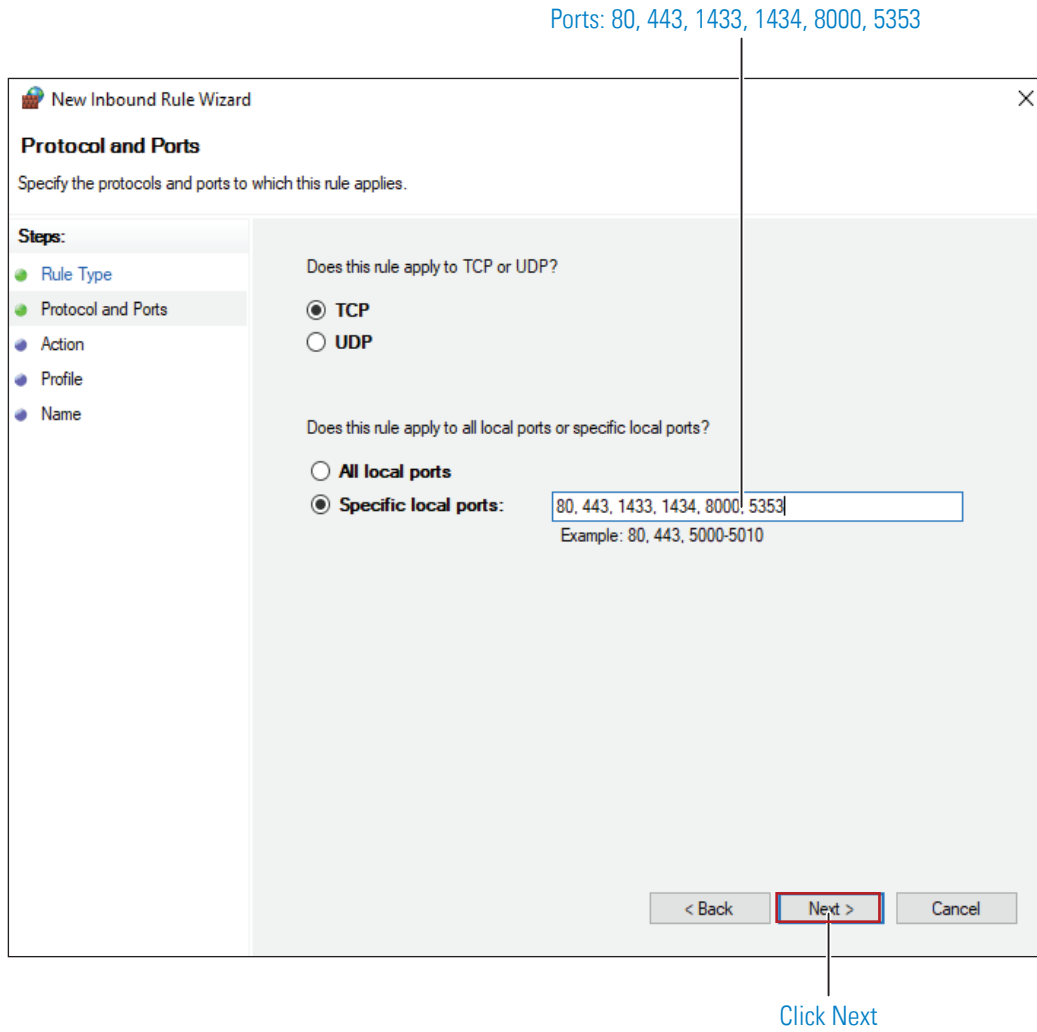 Ports: 80, 443, 1433, 1434, 8000, 5353
New Inbound Rule Wizard
Protocol and Ports
Specify the protocols and ports to which this rule applies.
Steps:
Rule Type
Protocol and Ports
Action
Profile
Name
Does this rule apply to TCP or UDP?
TCP
UDP
Does this rule apply to all local ports or specific local ports?
All local ports
Specific local ports:
80, 443, 1433, 1434, 8000, 5353
Example: 80, 443, 5000-5010
< Back
Next >
Cancel
Click Next